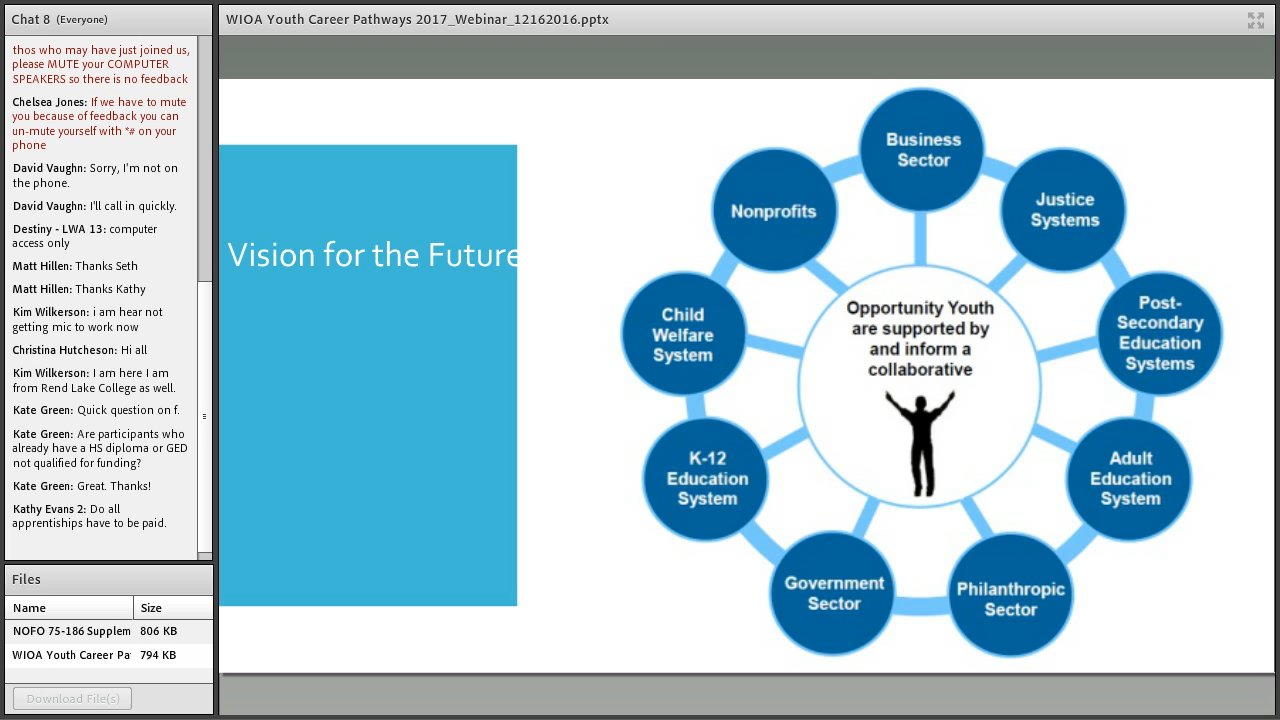 Chat 8 (Everyone)
thos who may have just joined us,
please MUTE your COMPUTER
SPEAKERS so there is no feedback
Chelsea Jones: If we have to mute
you because of feedback you can
un-mute yourself with *# on your
phone
David Vaughn: Sorry, I'm not on
the phone.
David Vaughn: I'll call in quickly.
Destiny - LWA 13: computer
access only
Matt Hillen: Thanks Seth
Matt Hillen: Thanks Kathy
Kim Wilkerson: i am hear not
getting mic to work now
Christina Hutcheson: Hi all
Kim Wilkerson: I am here I am
from Rend Lake College as well.
Kate Green: Quick question on f.
Kate Green: Are participants who
already have a HS diploma or GED
not qualified for funding?
Kate Green: Great. Thanks!
Kathy Evans 2: Do all
apprentiships have to be paid.
Files
Name Size
NOFO 75-186 Supplem 806 KB
WIOA Youth Career Pa 794 KB
Download File(s)
WIOA Youth Career Pathways 2017_Webinar_12162016.pptx
Vision for the Future
Business
Sector
Justice
Systems
Post-
Secondary
Education
Systems
Adult
Education
System
Philanthropic
Sector
Government
Sector
K-12
Education
System
Child
Welfare
System
Nonprofits
Opportunity Youth
are supported by
and inform a
collaborative